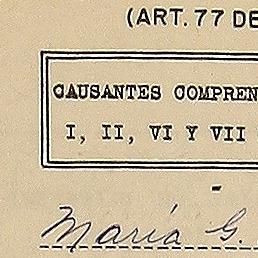 (ART. 77 DE
CAUSANTES COMPREN
I, II, VI Y VII
María G.